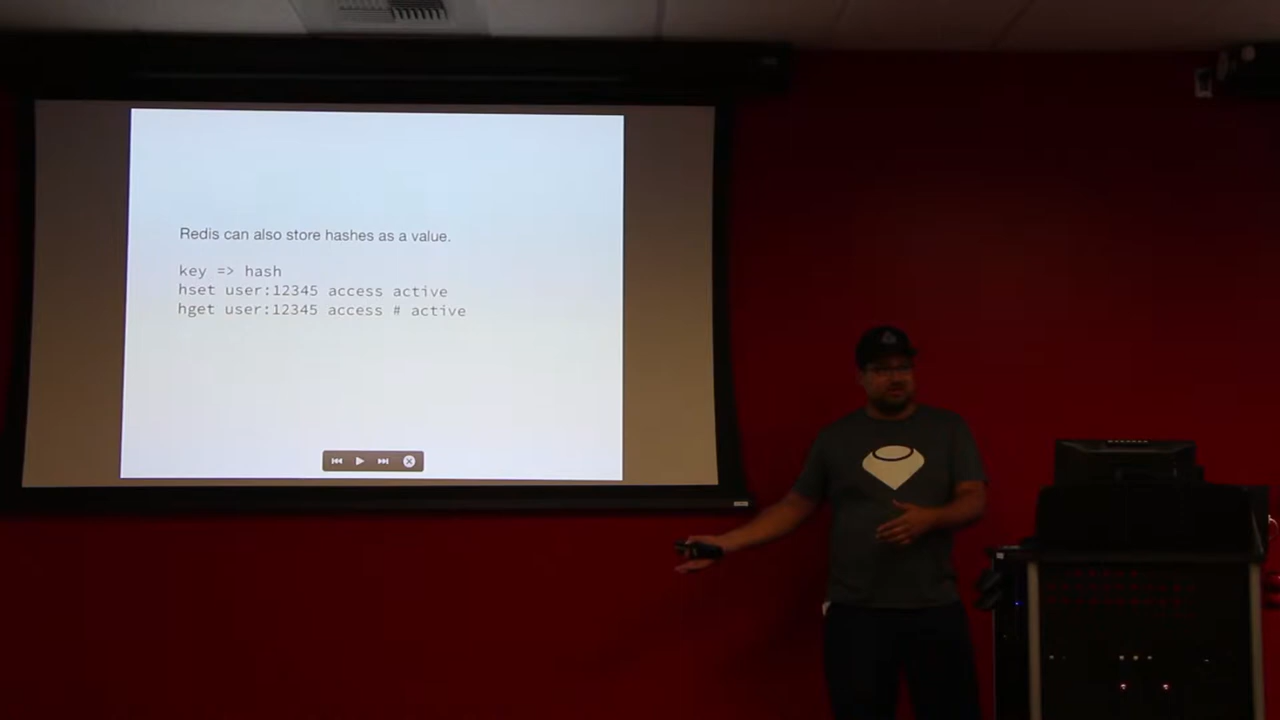 Redis can also store hashes as a value.
key => hash
hset user:12345 access active
hget user:12345 access # active